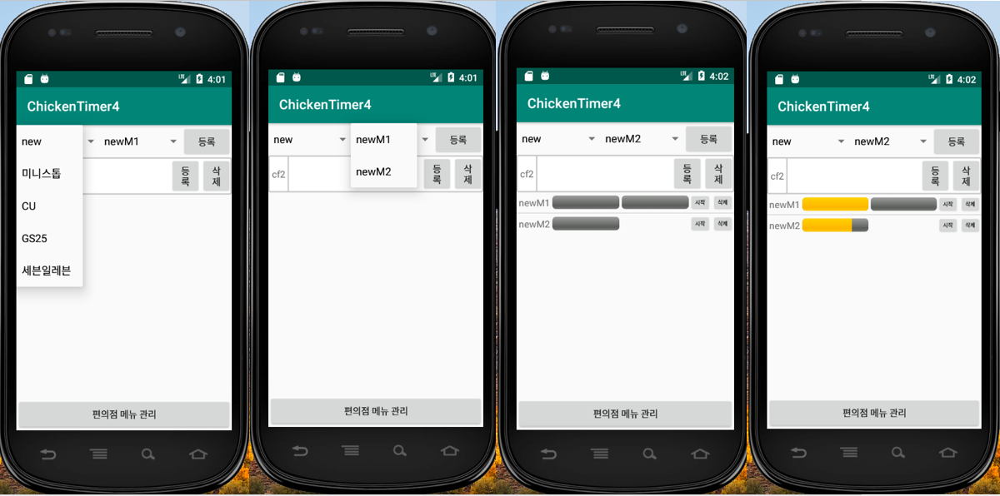 LTE 4:01
ChickenTimer4
new newM1 등록
미니스톱
CU
GS25
세븐일레븐
등록 삭제
편의점 메뉴 관리
LTE 4:01
ChickenTimer4
new newM1 등록
newM2
cf2 등록 삭제
편의점 메뉴 관리
LTE 4:02
ChickenTimer4
new newM2 등록
cf2 등록 삭제
newM1 시작 삭제
newM2 시작 삭제
편의점 메뉴 관리
LTE 4:02
ChickenTimer4
new newM2 등록
cf2 등록 삭제
newM1 시작 삭제
newM2 시작 삭제
편의점 메뉴 관리